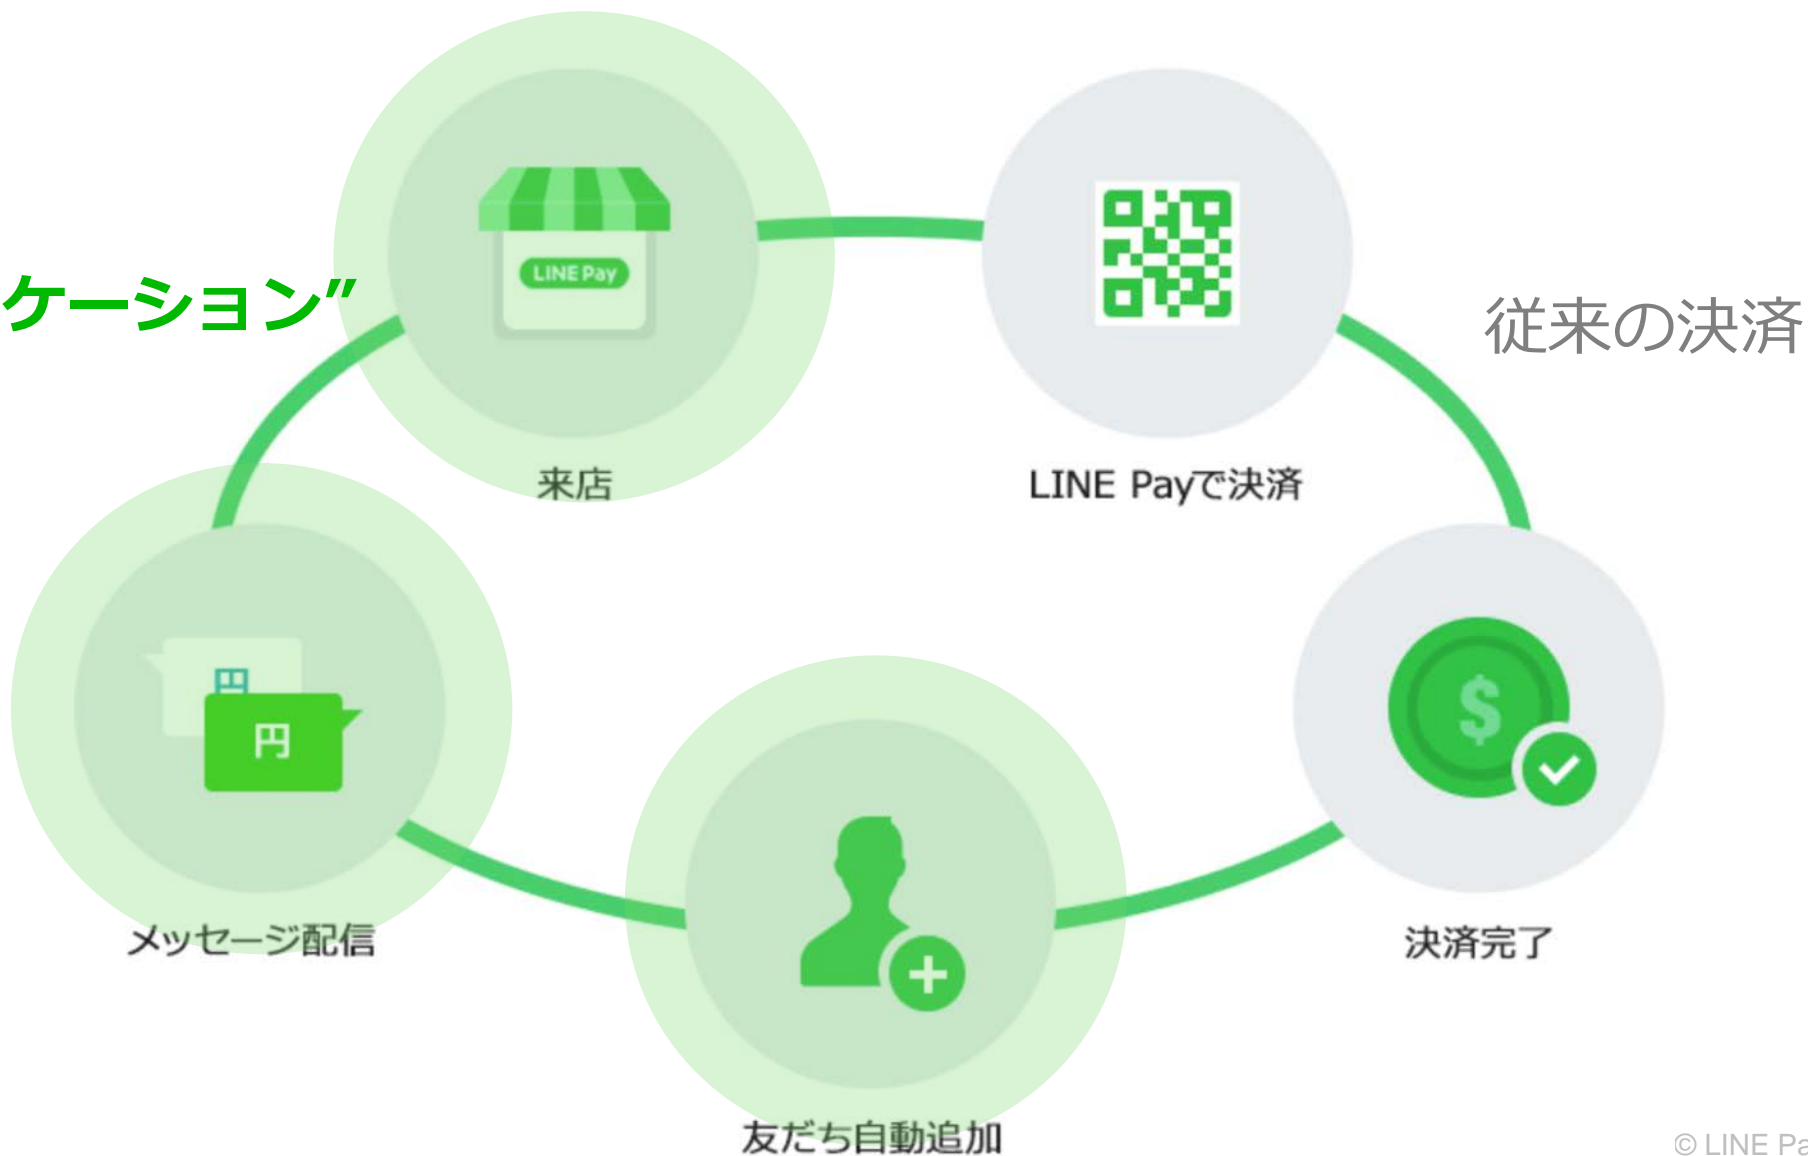 LINE Pay
ケーション”
従来の決済
来店
LINE Payで決済
円
円
$
メッセージ配信
決済完了
友だち自動追加
© LINE Pa